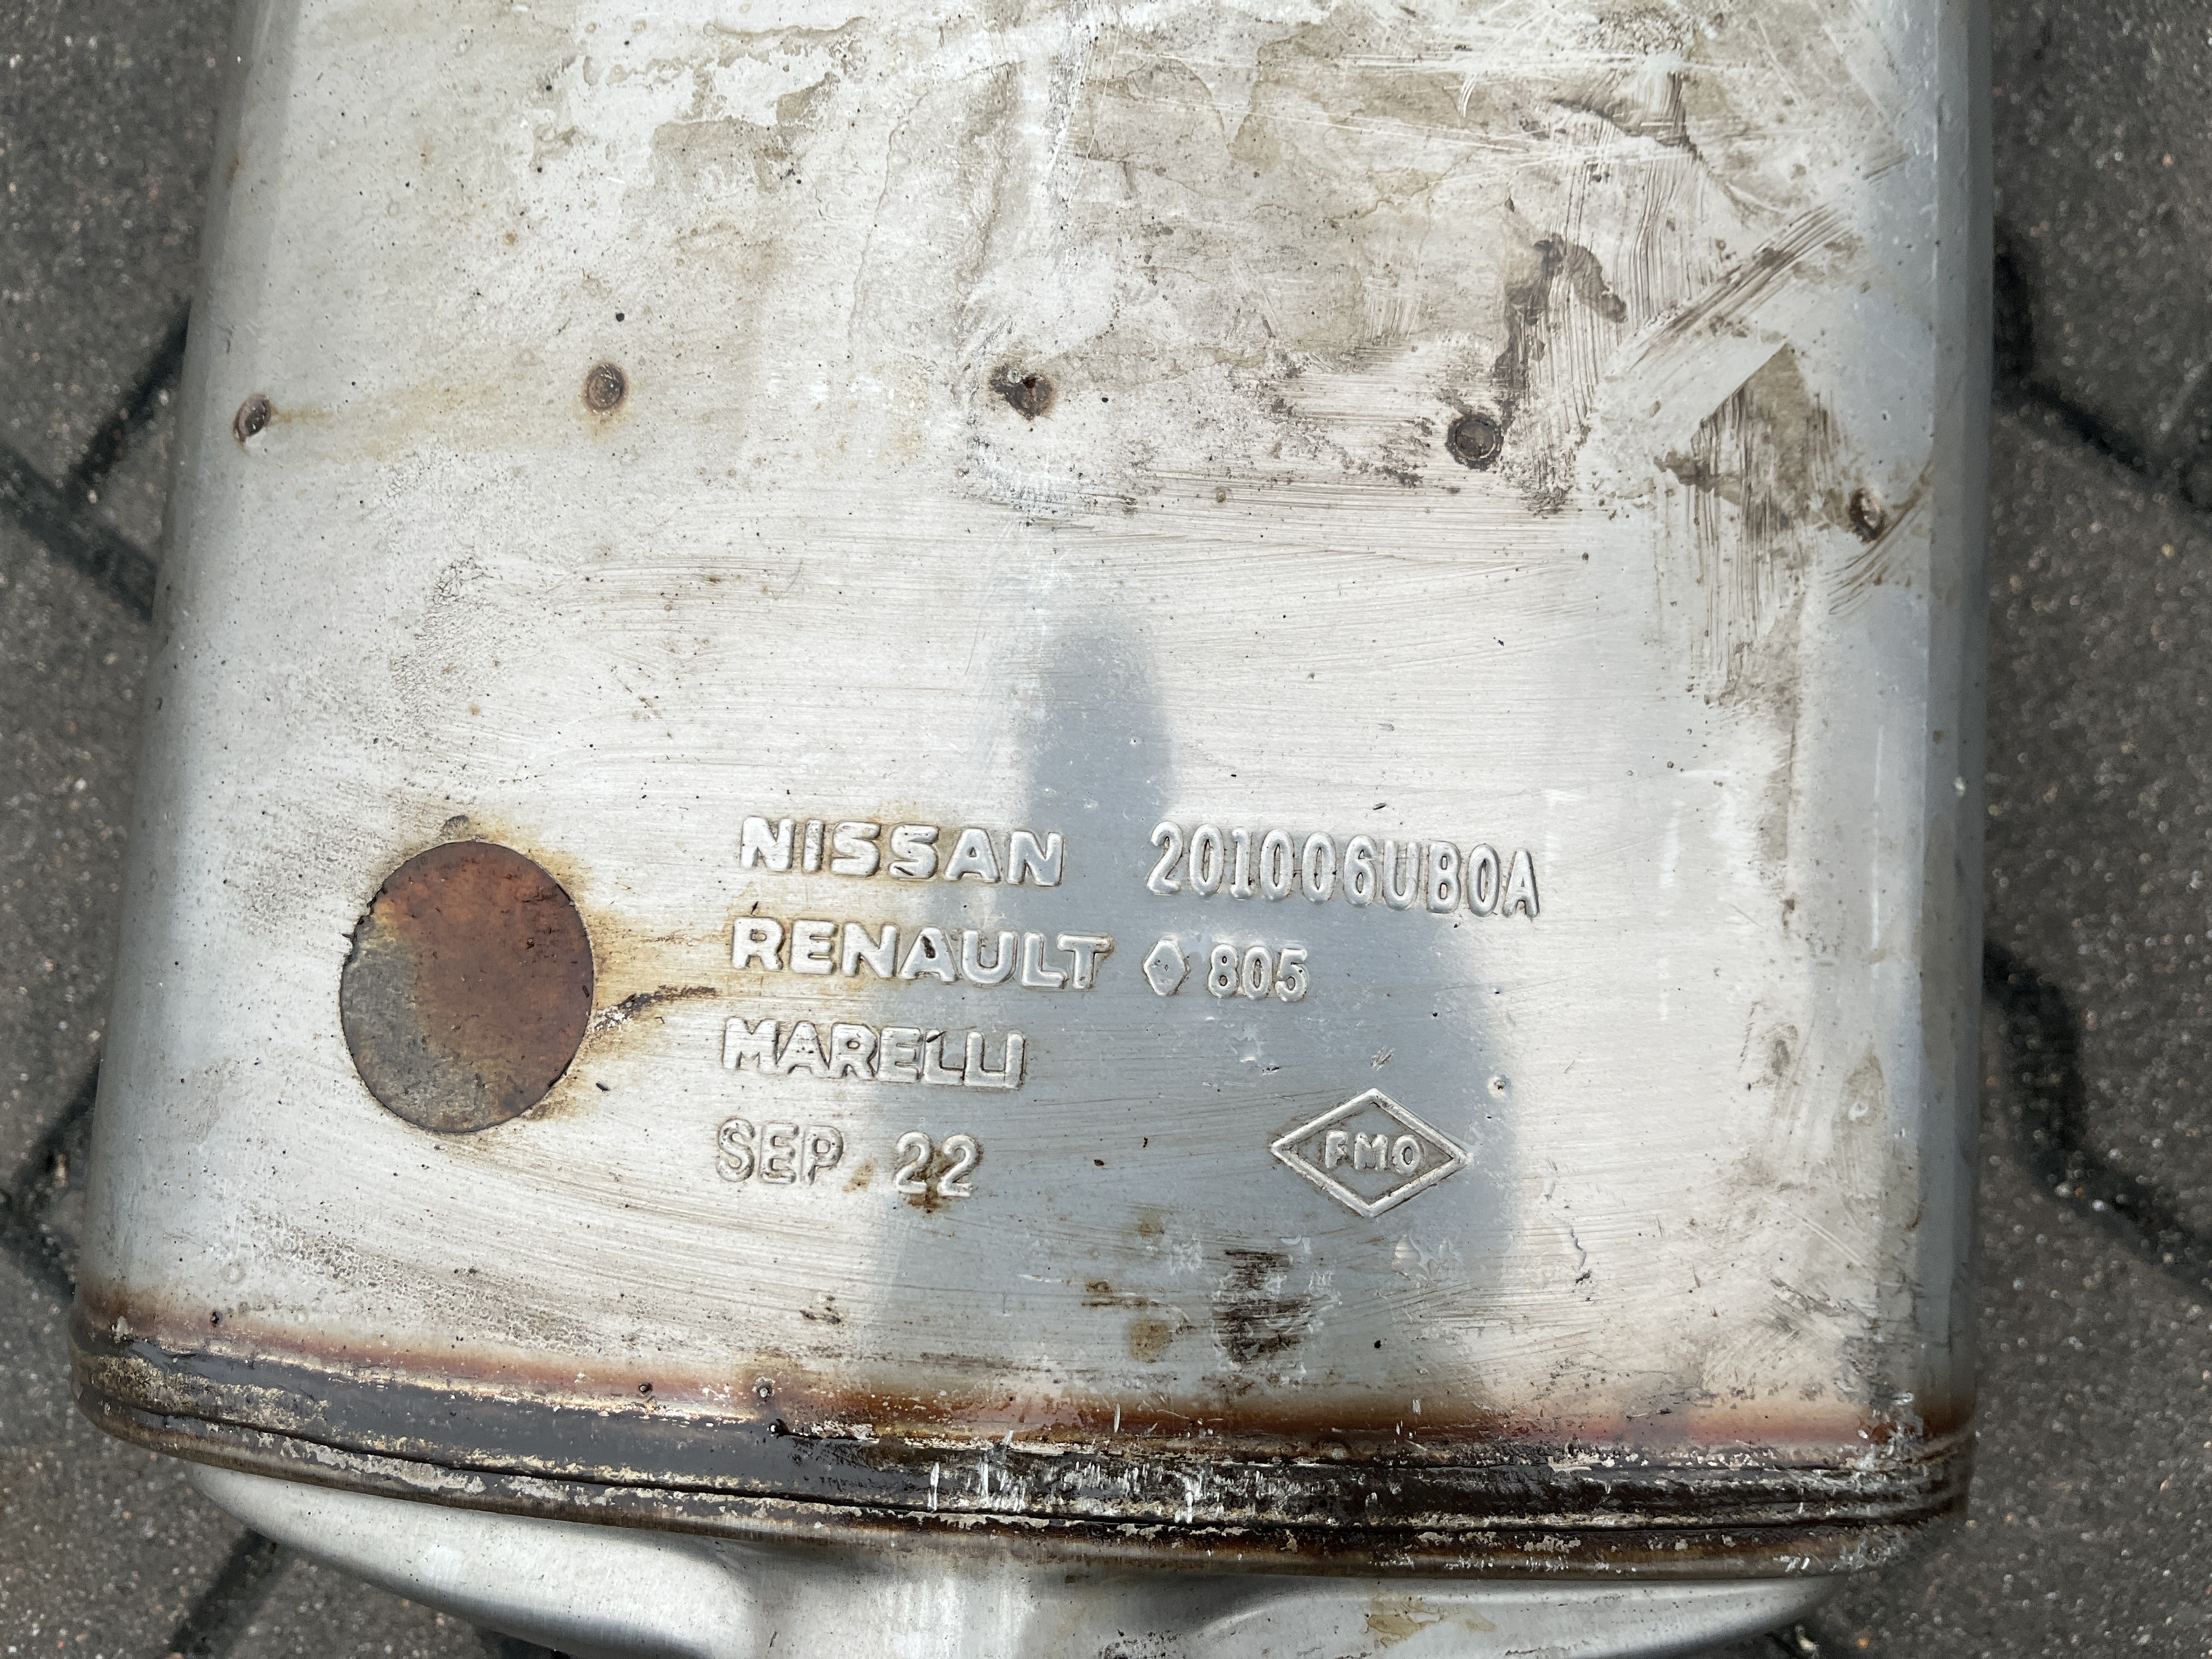 NISSAN 201006UB0A
RENAULT ◇ 805
MARELLI
SEP 22
FMO